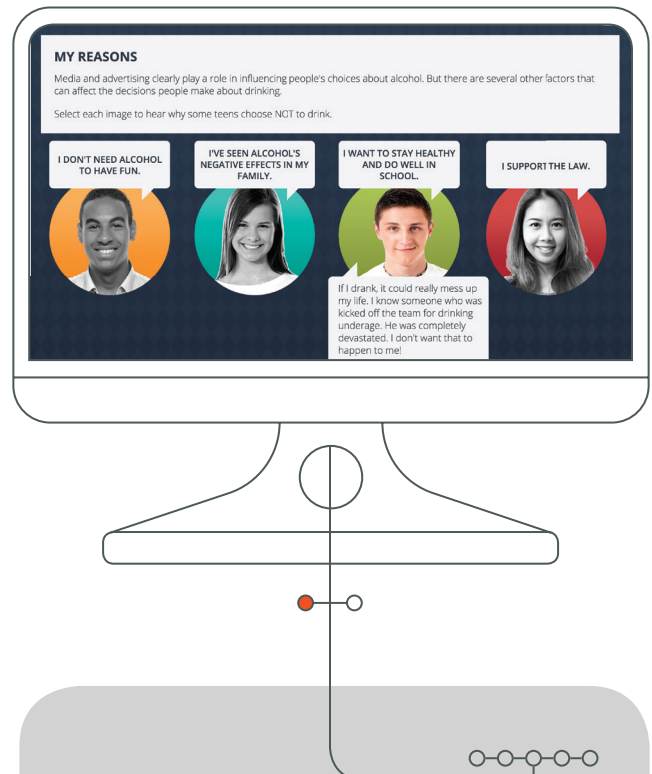 MY REASONS
Media and advertising clearly play a role in influencing people's choices about alcohol. But there are several other factors that
can affect the decisions people make about drinking.
Select each image to hear why some teens choose NOT to drink.
I DON'T NEED ALCOHOL
TO HAVE FUN.
I'VE SEEN ALCOHOL'S
NEGATIVE EFFECTS IN MY
FAMILY.
I WANT TO STAY HEALTHY
AND DO WELL IN
SCHOOL.
I SUPPORT THE LAW.
If I drank, it could really mess up
my life. I know someone who was
kicked off the team for drinking
underage. He was completely
devastated. I don't want that to
happen to me!